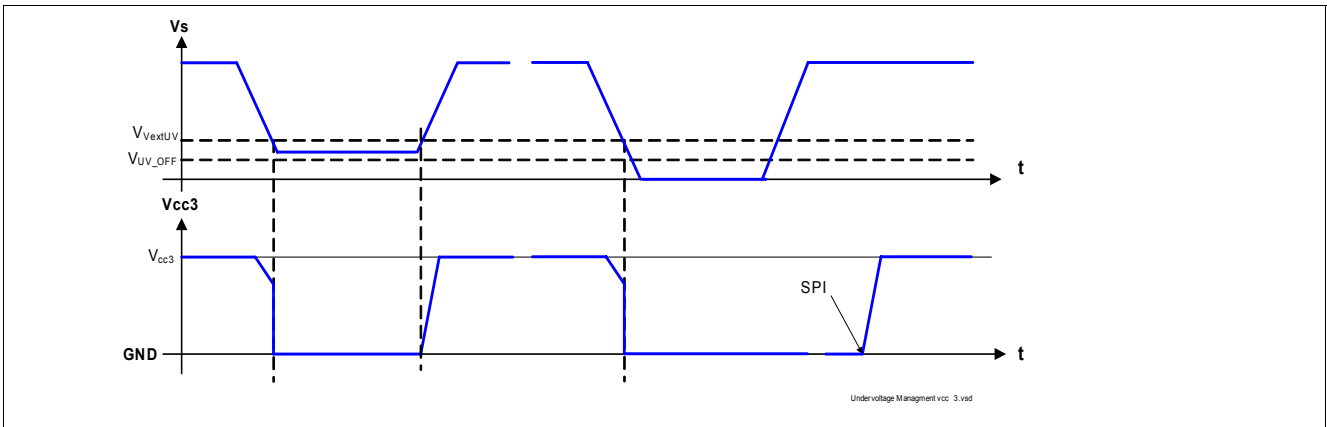 Vs
VVextUV
VUV_OFF
t
Vcc3
Vcc3
SPI
GND
t
Undervoltage Managment vcc 3.vsd